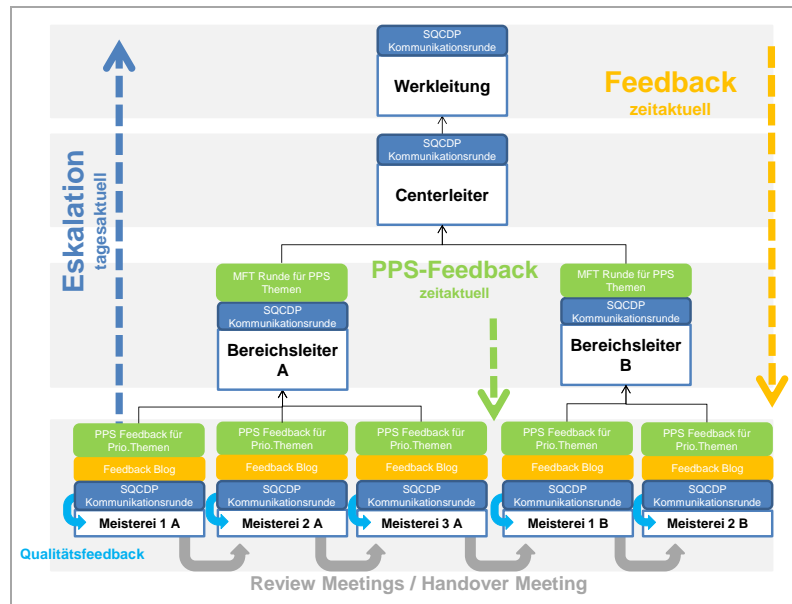 SQCDP
Kommunikationsrunde
Werkleitung
Feedback
zeitaktuell
SQCDP
Kommunikationsrunde
Centerleiter
Eskalation
tagesaktuell
MFT Runde für PPS
Themen
SQCDP
Kommunikationsrunde
Bereichsleiter
A
PPS-Feedback
zeitaktuell
MFT Runde für PPS
Themen
SQCDP
Kommunikationsrunde
Bereichsleiter
B
PPS Feedback für
Prio.Themen
Feedback Blog
SQCDP
Kommunikationsrunde
Meisterei 1 A
PPS Feedback für
Prio.Themen
Feedback Blog
SQCDP
Kommunikationsrunde
Meisterei 2 A
PPS Feedback für
Prio.Themen
Feedback Blog
SQCDP
Kommunikationsrunde
Meisterei 3 A
PPS Feedback für
Prio.Themen
Feedback Blog
SQCDP
Kommunikationsrunde
Meisterei 1 B
PPS Feedback für
Prio.Themen
Feedback Blog
SQCDP
Kommunikationsrunde
Meisterei 2 B
Qualitätsfeedback
Review Meetings / Handover Meeting